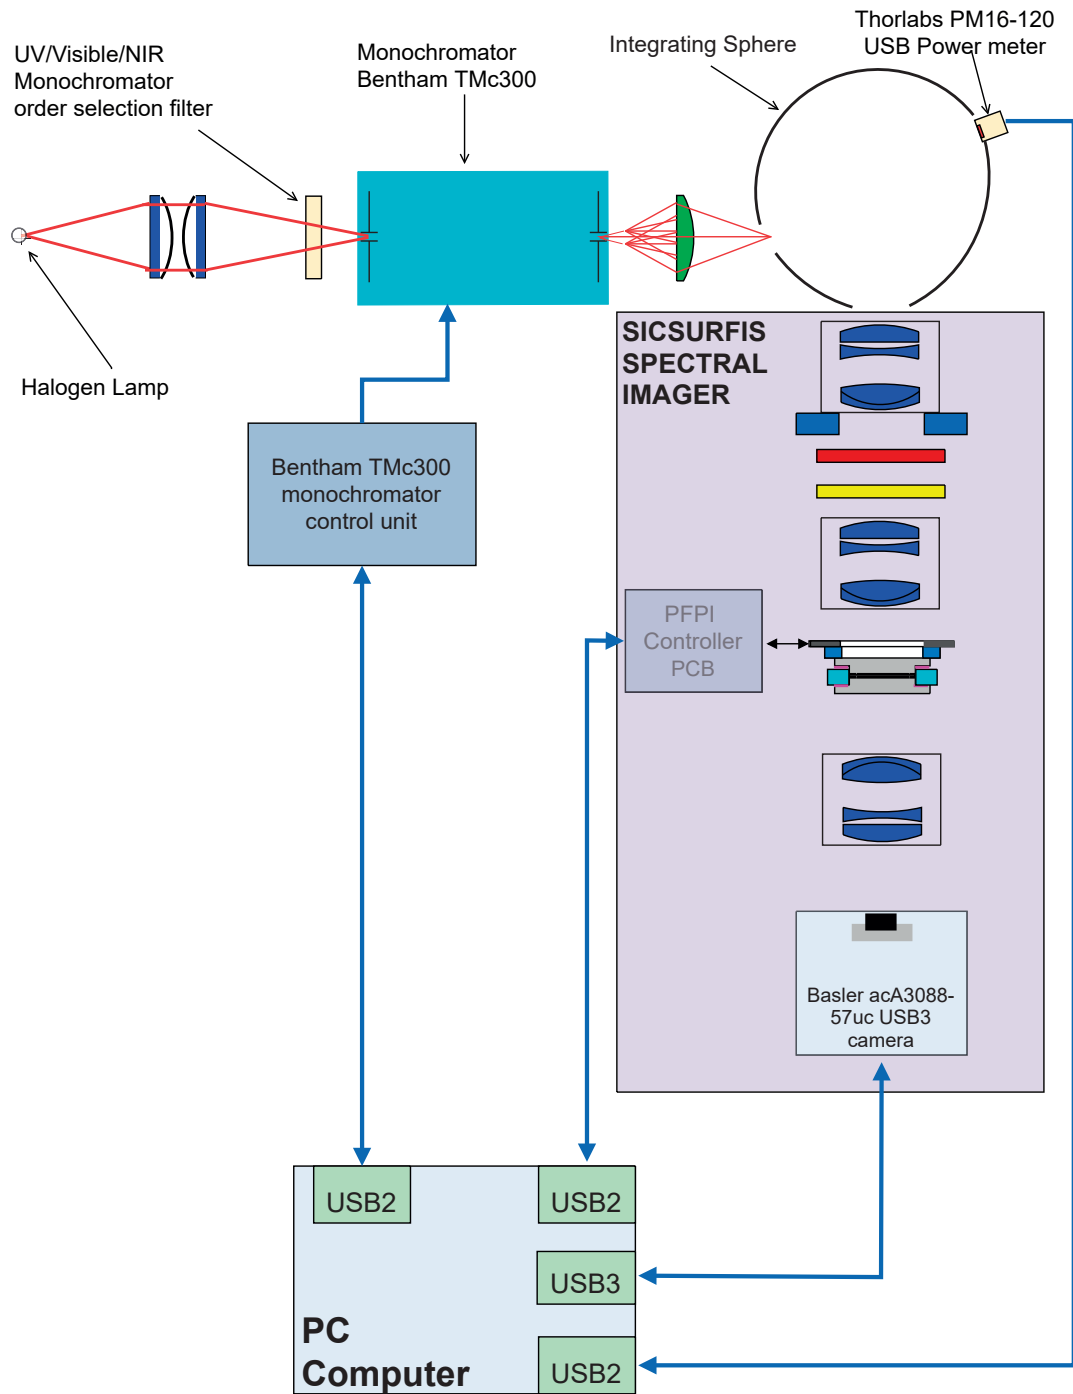 UV/Visible/NIR
Monochromator
order selection filter
Monochromator
Bentham TMc300
Integrating Sphere
Thorlabs PM16-120
USB Power meter
Halogen Lamp
SICSURFIS
SPECTRAL
IMAGER
Bentham TMc300
monochromator
control unit
PFPI
Controller
PCB
Basler acA3088-
57uc USB3
camera
USB2
USB2
USB3
PC
Computer
USB2